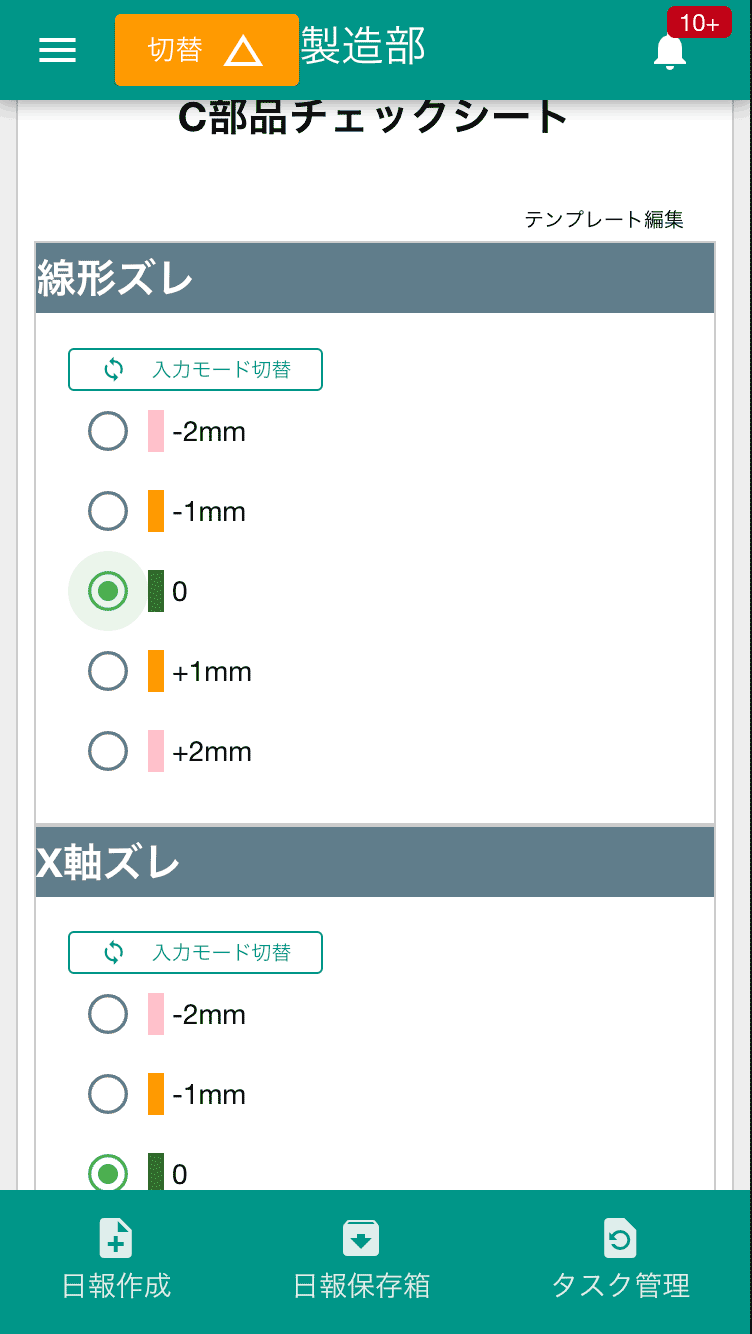 切替 製造部 10+
C部品チェックシート
テンプレート編集
線形ズレ
入力モード切替
-2mm
-1mm
0
+1mm
+2mm
X軸ズレ
入力モード切替
-2mm
-1mm
0
日報作成 日報保存箱 タスク管理